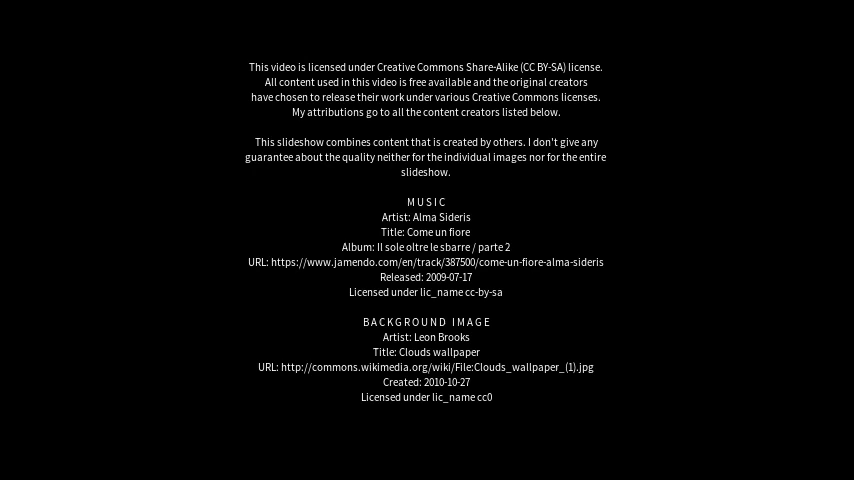 This video is licensed under Creative Commons Share-Alike (CC BY-SA) license.
All content used in this video is free available and the original creators
have chosen to release their work under various Creative Commons licenses.
My attributions go to all the content creators listed below.
This slideshow combines content that is created by others. I don't give any
guarantee about the quality neither for the individual images nor for the entire
slideshow.
MUSIC
Artist: Alma Sideris
Title: Come un fiore
Album: Il sole oltre le sbarre / parte 2
URL: https://www.jamendo.com/en/track/387500/come-un-fiore-alma-sideris
Released: 2009-07-17
Licensed under lic_name cc-by-sa
BACKGROUND IMAGE
Artist: Leon Brooks
Title: Clouds wallpaper
URL: http://commons.wikimedia.org/wiki/File:Clouds_wallpaper_(1).jpg
Created: 2010-10-27
Licensed under lic_name cc0